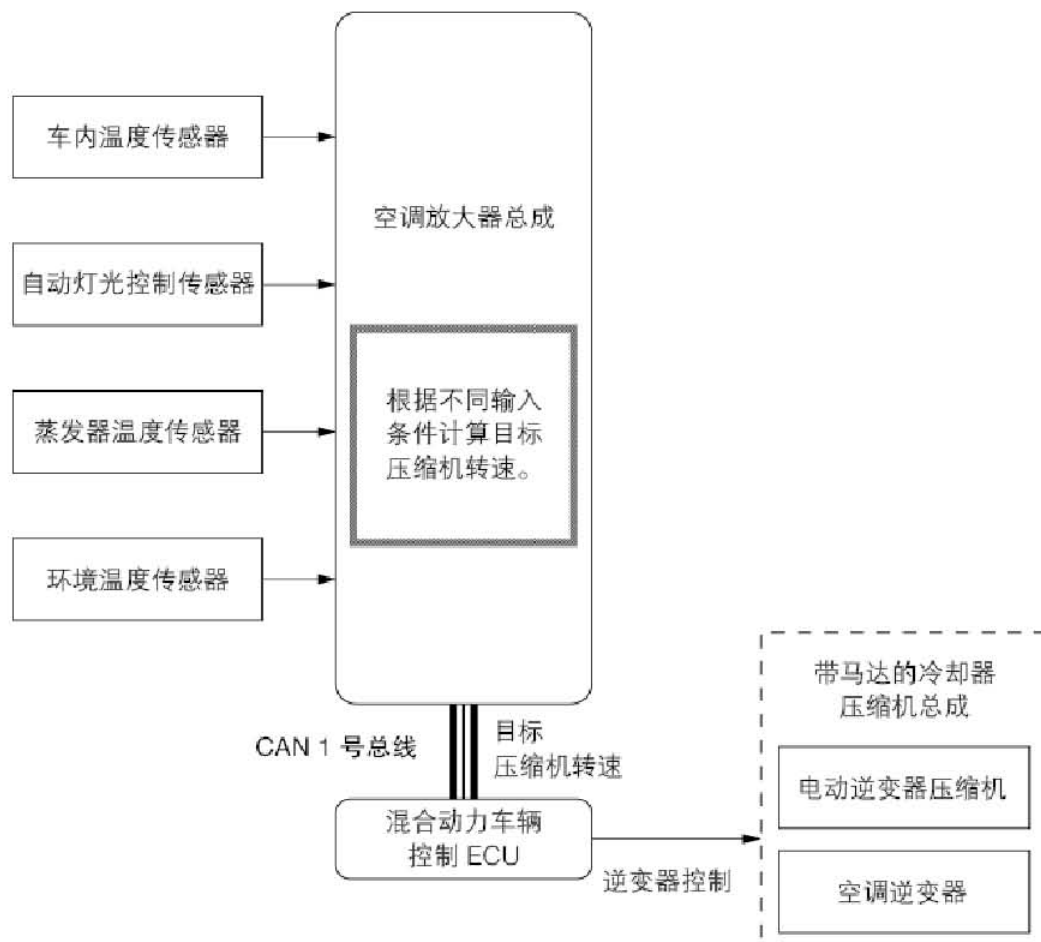 车内温度传感器
空调放大器总成
自动灯光控制传感器
根据不同输入
条件计算目标
压缩机转速。
蒸发器温度传感器
环境温度传感器
CAN 1 号总线
目标
压缩机转速
混合动力车辆
控制 ECU
逆变器控制
带马达的冷却器
压缩机总成
电动逆变器压缩机
空调逆变器